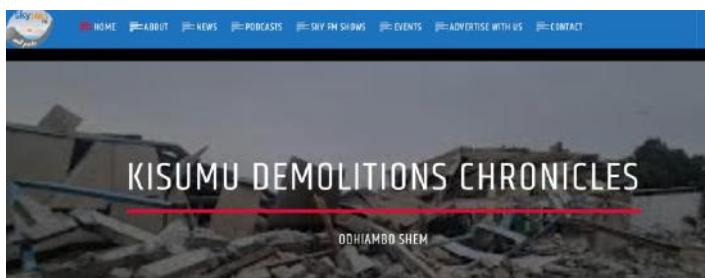 HOME ABOUT NEWS PODCASTS SKY FM SHOWS EVENTS ADVERTISE WITH US CONTACT
KISUMU DEMOLITIONS CHRONICLES
ODHIAMBO SHEM